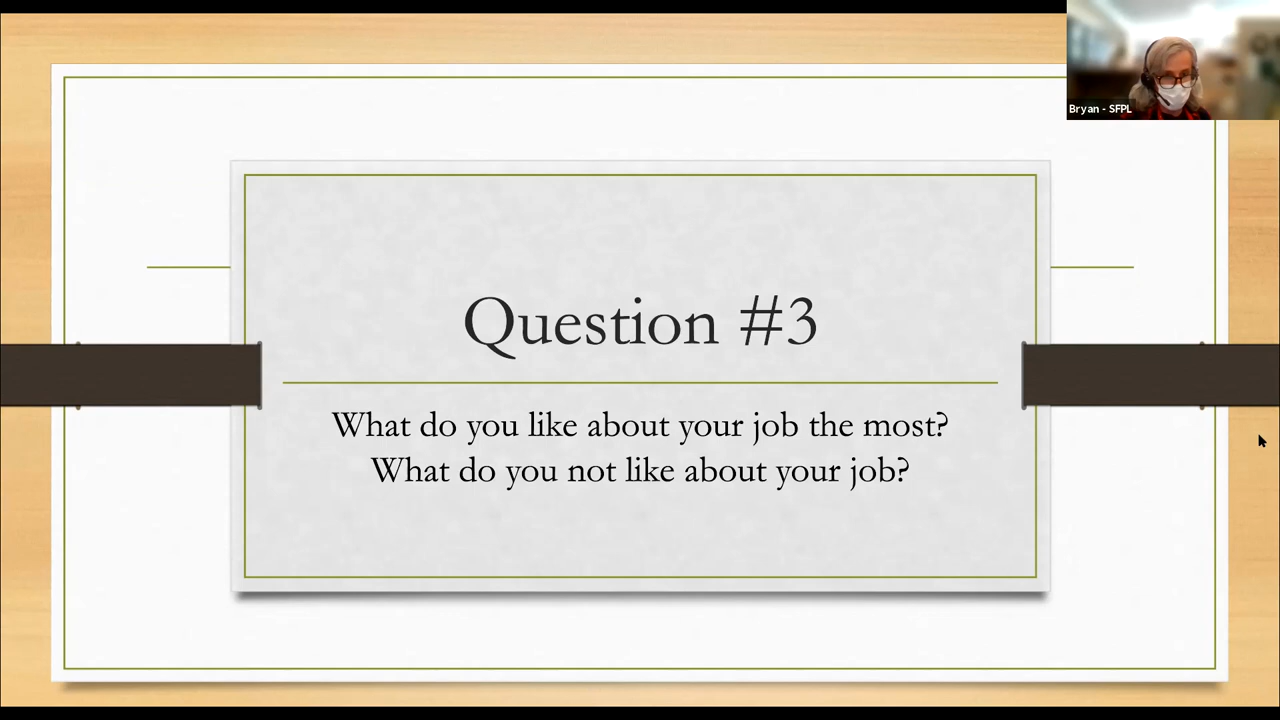 Bryan - SFPL
Question #3
What do you like about your job the most?
What do you not like about your job?